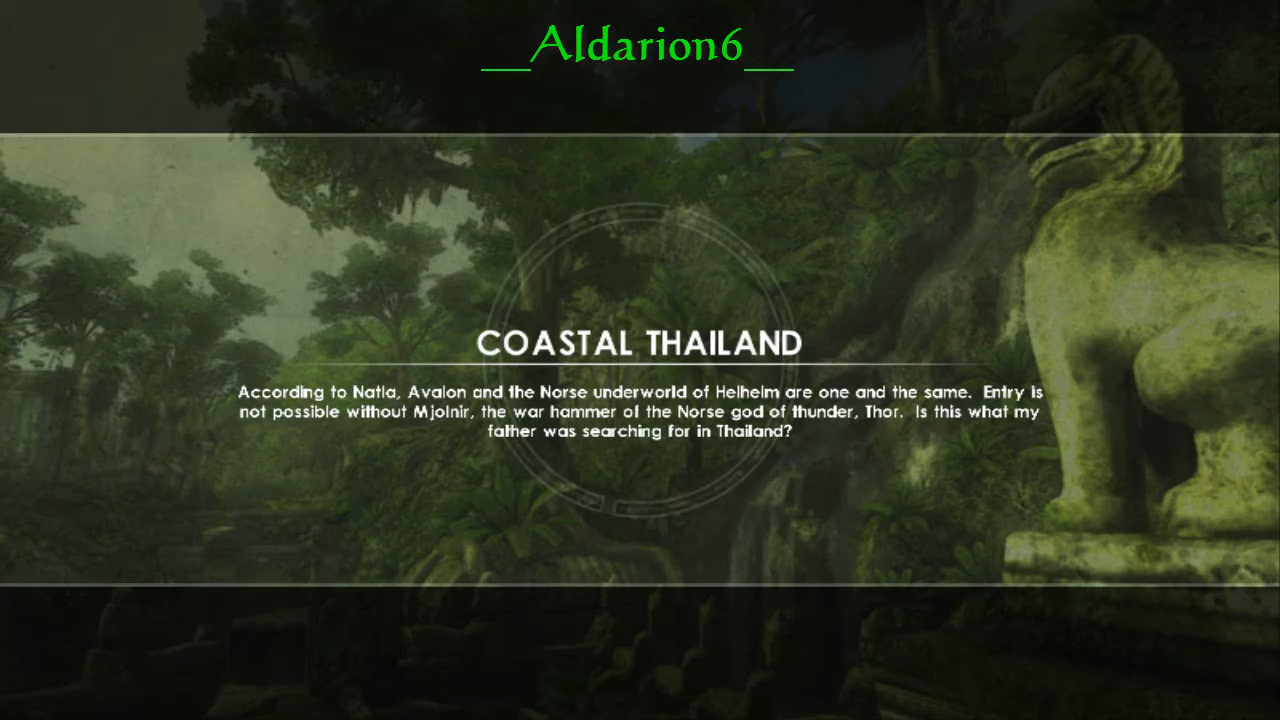 __Aldarion6__
COASTAL THAILAND
According to Natla, Avalon and the Norse underworld of Helheim are one and the same. Entry is
not possible without Mjolnir, the war hammer of the Norse god of thunder, Thor. Is this what my
father was searching for in Thailand?